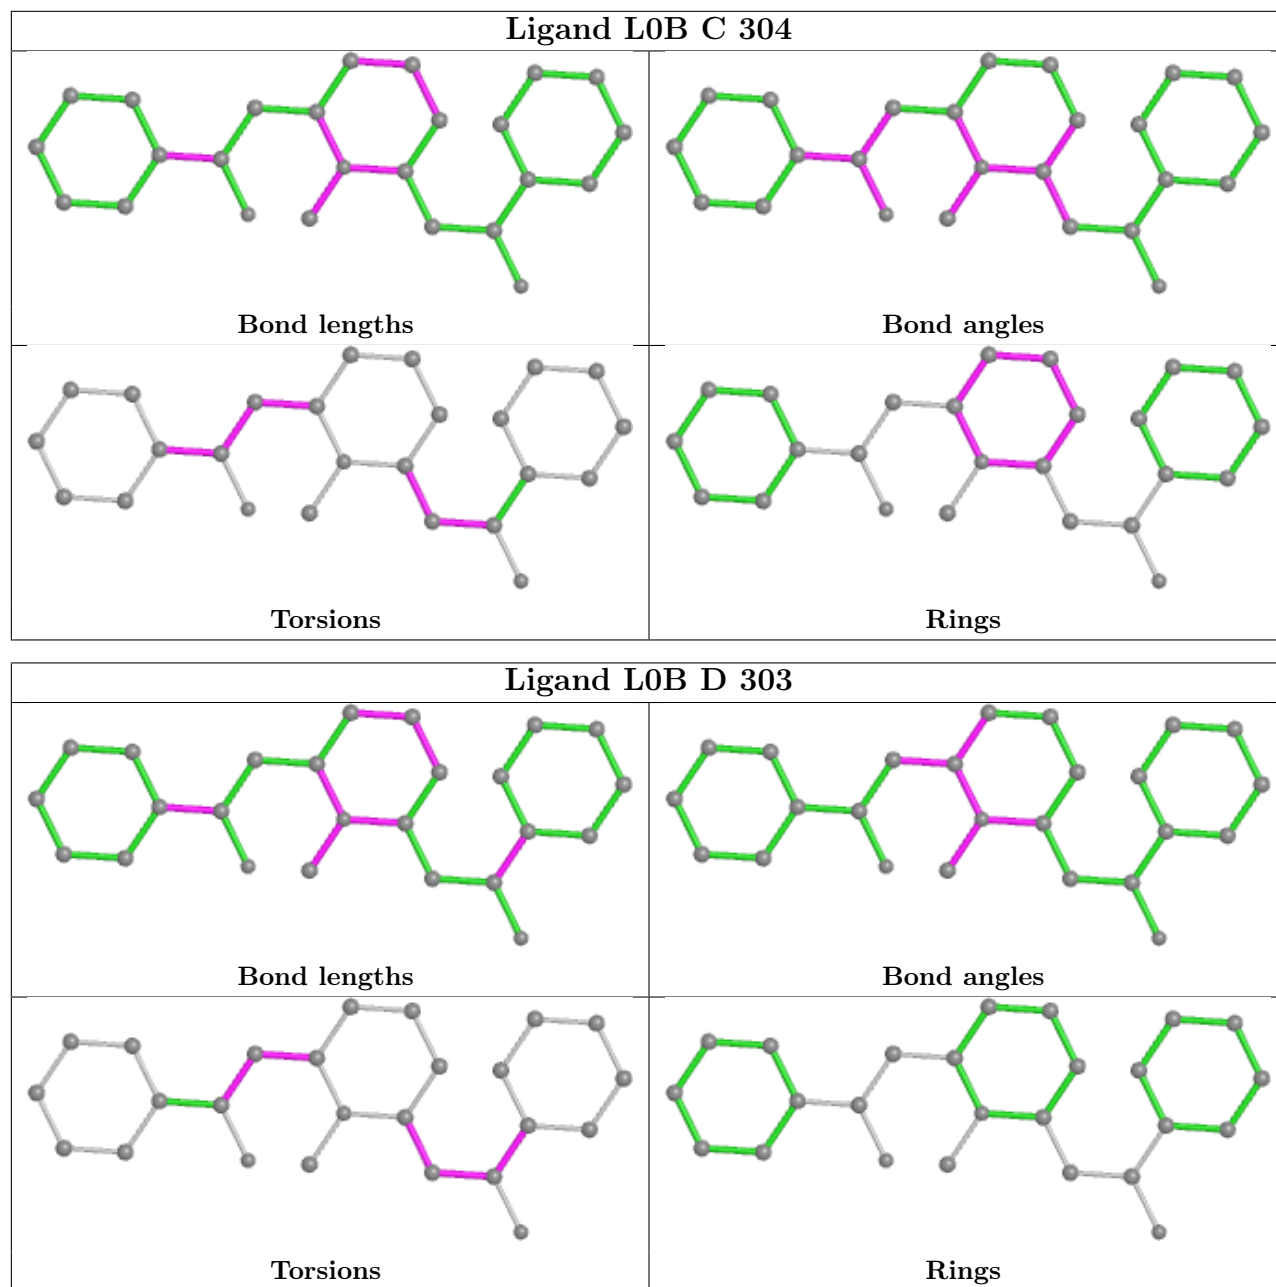 Ligand L0B C 304
Bond lengths
Bond angles
Torsions
Rings
Ligand L0B D 303
Bond lengths
Bond angles
Torsions
Rings